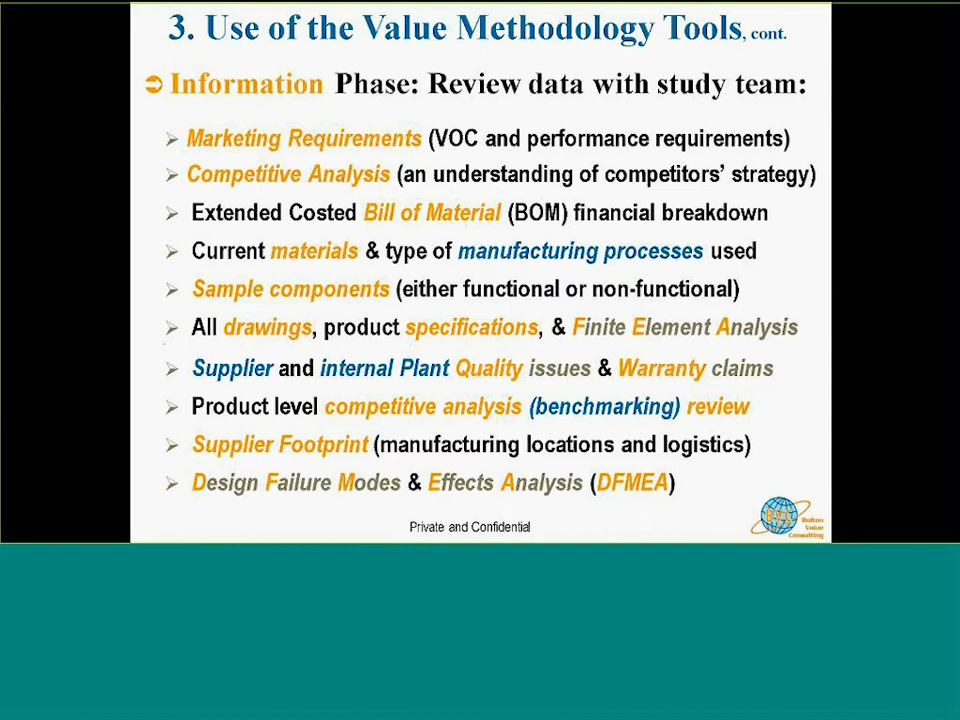 3. Use of the Value Methodology Tools, cont.
Information Phase: Review data with study team:
Marketing Requirements (VOC and performance requirements)
Competitive Analysis (an understanding of competitors' strategy)
Extended Costed Bill of Material (BOM) financial breakdown
Current materials & type of manufacturing processes used
Sample components (either functional or non-functional)
All drawings, product specifications, & Finite Element Analysis
Supplier and internal Plant Quality issues & Warranty claims
Product level competitive analysis (benchmarking) review
Supplier Footprint (manufacturing locations and logistics)
Design Failure Modes & Effects Analysis (DFMEA)
Private and Confidential
BVC
Bolton
Value
Consulting